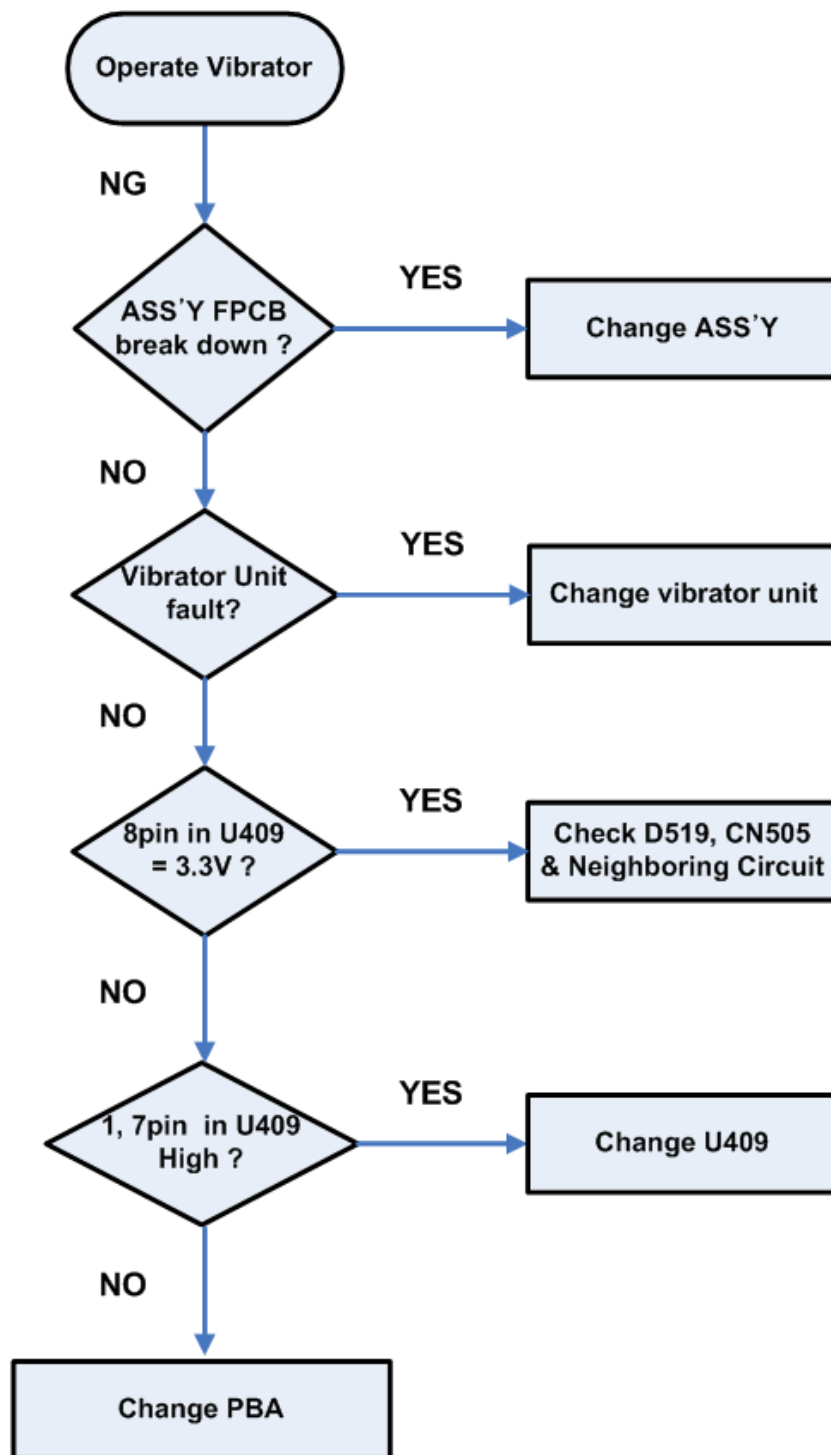 Operate Vibrator
NG
ASS’Y FPCB
break down ?
YES
Change ASS’Y
NO
Vibrator Unit
fault?
YES
Change vibrator unit
NO
8pin in U409
= 3.3V ?
YES
Check D519, CN505
& Neighboring Circuit
NO
1, 7pin in U409
High ?
YES
Change U409
NO
Change PBA